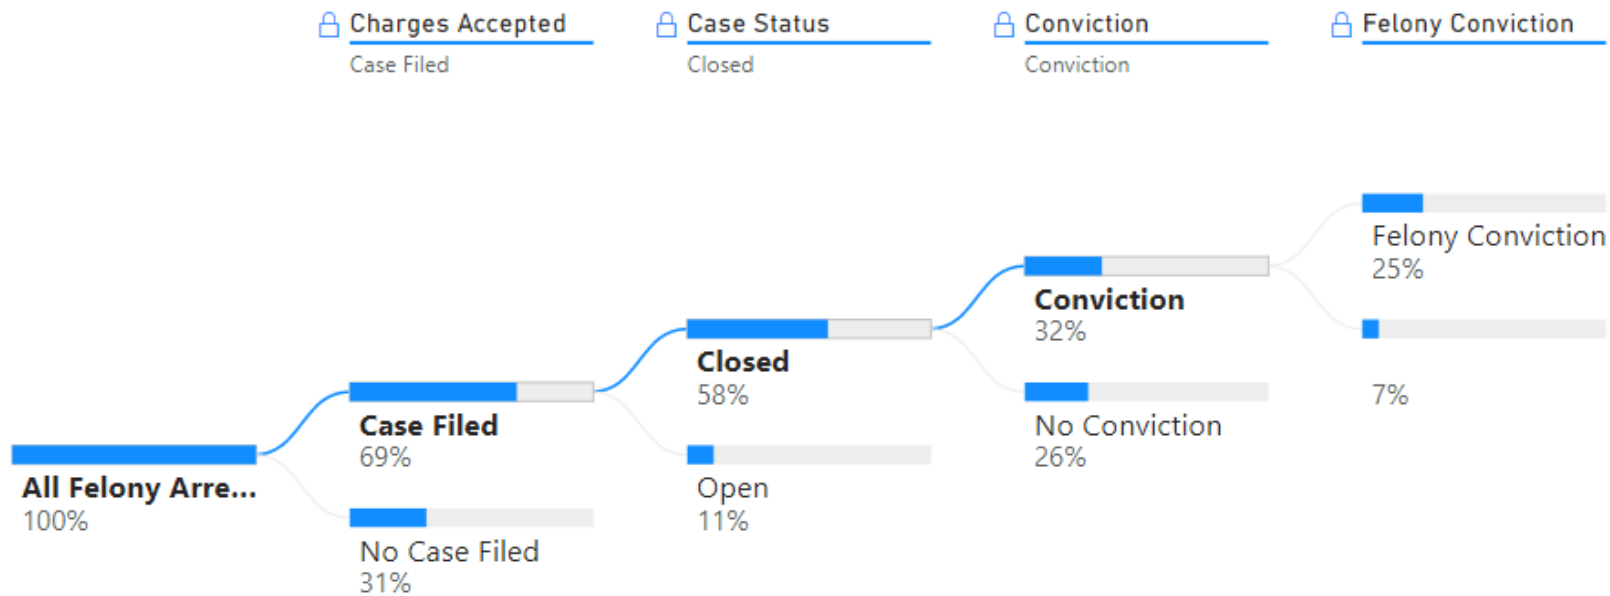 Charges Accepted
Case Status
Conviction
Felony Conviction
Case Filed
Closed
Conviction
Felony Conviction
25%
Conviction
32%
Closed
58%
7%
Case Filed
69%
No Conviction
26%
All Felony Arre...
100%
Open
11%
No Case Filed
31%